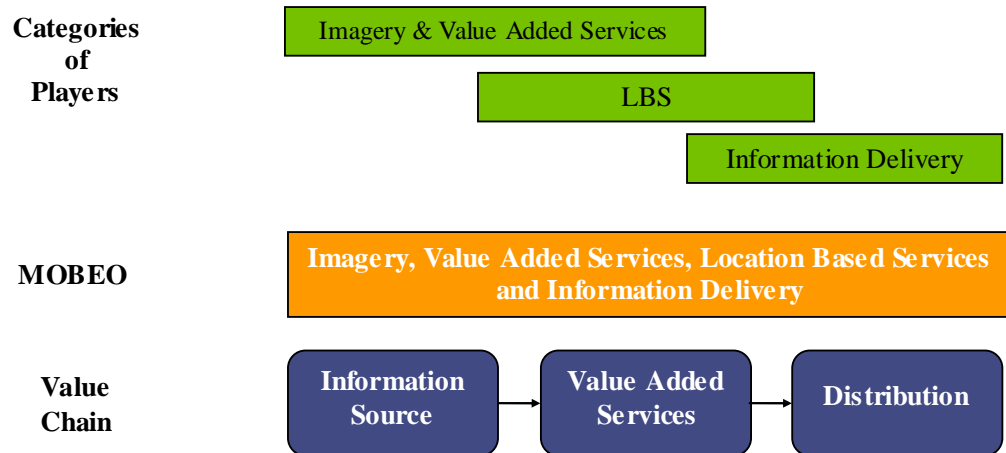 Categories
of
Players
Imagery & Value Added Services
LBS
Information Delivery
MOBEO
Imagery, Value Added Services, Location Based Services
and Information Delivery
Value
Chain
Information
Source
Value Added
Services
Distribution